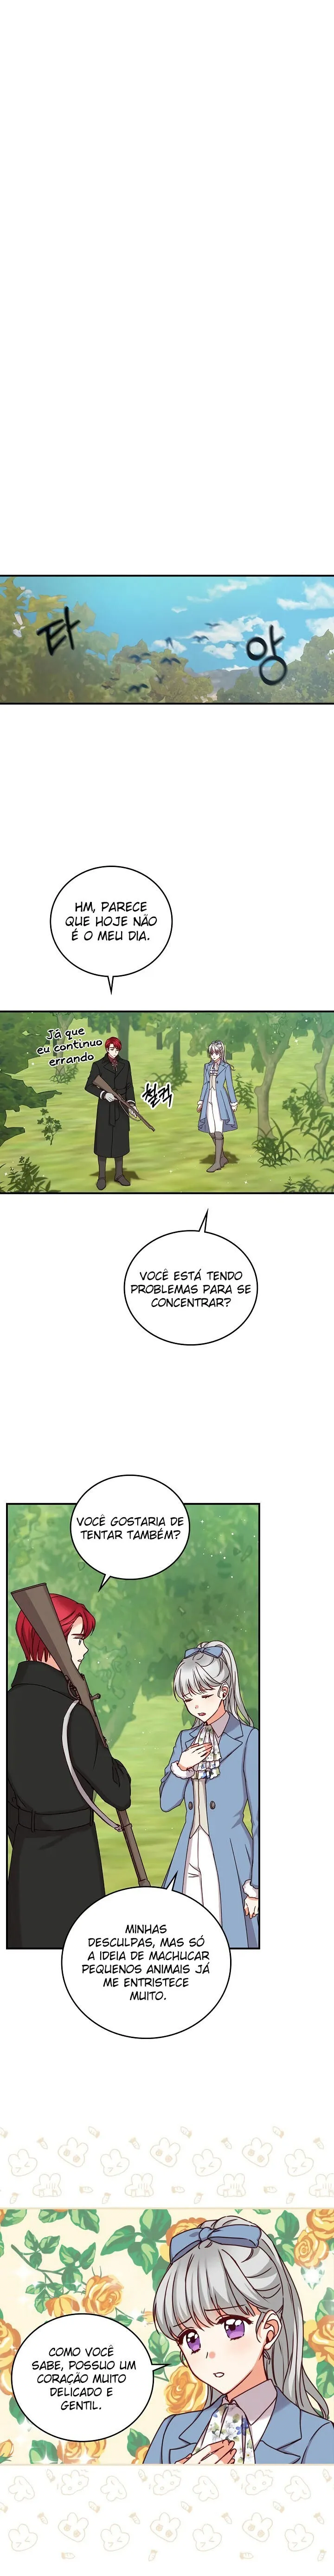 타
앙
HM, PARECE
QUE HOJE NÃO
É O MEU DIA.
Já que
eu continuo
errando
철컥
VOCÊ ESTÁ TENDO
PROBLEMAS PARA SE
CONCENTRAR?
VOCÊ GOSTARIA DE
TENTAR TAMBÉM?
MINHAS
DESCULPAS, MAS SÓ
A IDEIA DE MACHUCAR
PEQUENOS ANIMAIS JÁ
ME ENTRISTECE
MUITO.
COMO VOCÊ
SABE, POSSUO UM
CORAÇÃO MUITO
DELICADO E
GENTIL.